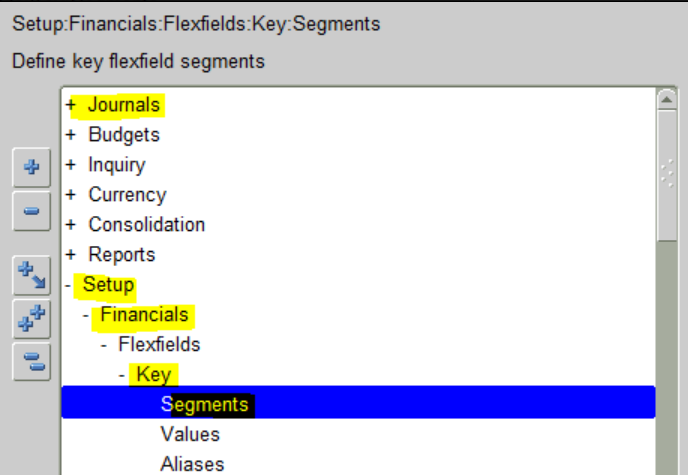 Setup:Financials:Flexfields:Key:Segments
Define key flexfield segments
+ Journals
+ Budgets
+ Inquiry
+ Currency
+ Consolidation
+ Reports
- Setup
- Financials
- Flexfields
- Key
Segments
Values
Aliases